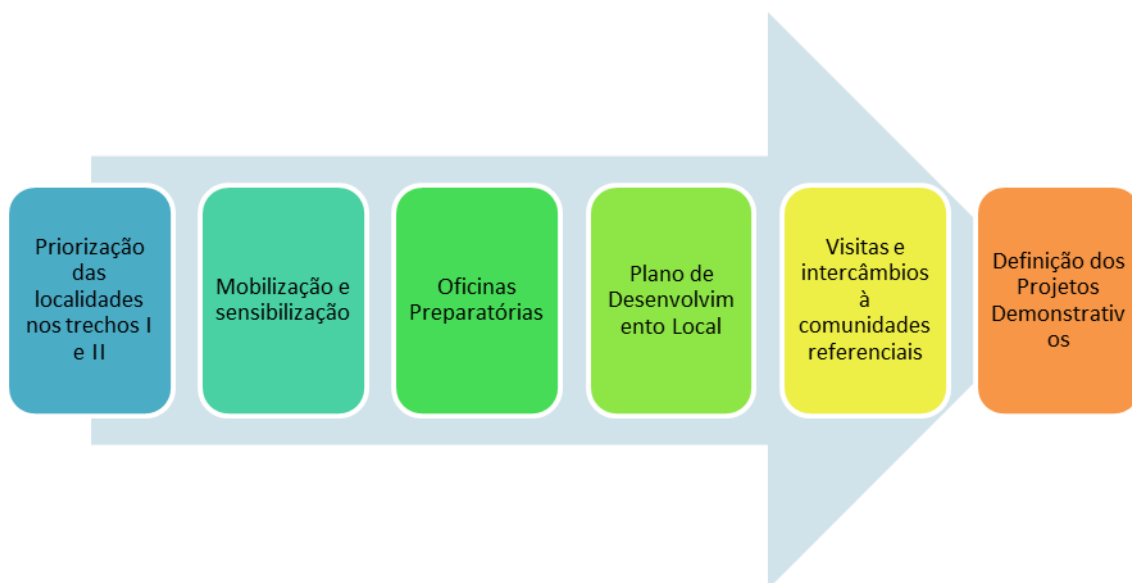 Priorização
das
localidades
nos trechos I
e II
Mobilização e
sensibilização
Oficinas
Preparatórias
Plano de
Desenvolvim
ento Local
Visitas e
intercâmbios
à
comunidades
referenciais
Definição dos
Projetos
Demonstrativ
os